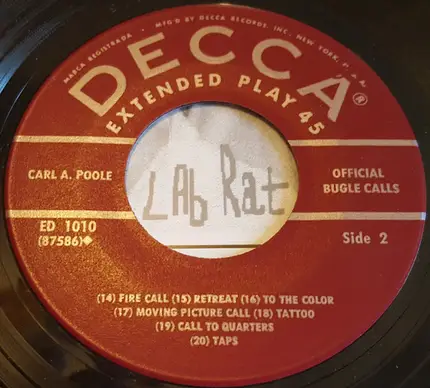 MARCA REGISTRADA • MF'D BY DECCA RECORDS, INC., NEW YORK, U.S.A.
DECCA®
EXTENDED PLAY 45
CARL A. POOLE
OFFICIAL
BUGLE CALLS
LAb Rat
ED 1010
(87586)◆
Side 2
(14) FIRE CALL (15) RETREAT (16) TO THE COLOR
(17) MOVING PICTURE CALL (18) TATTOO
(19) CALL TO QUARTERS
(20) TAPS